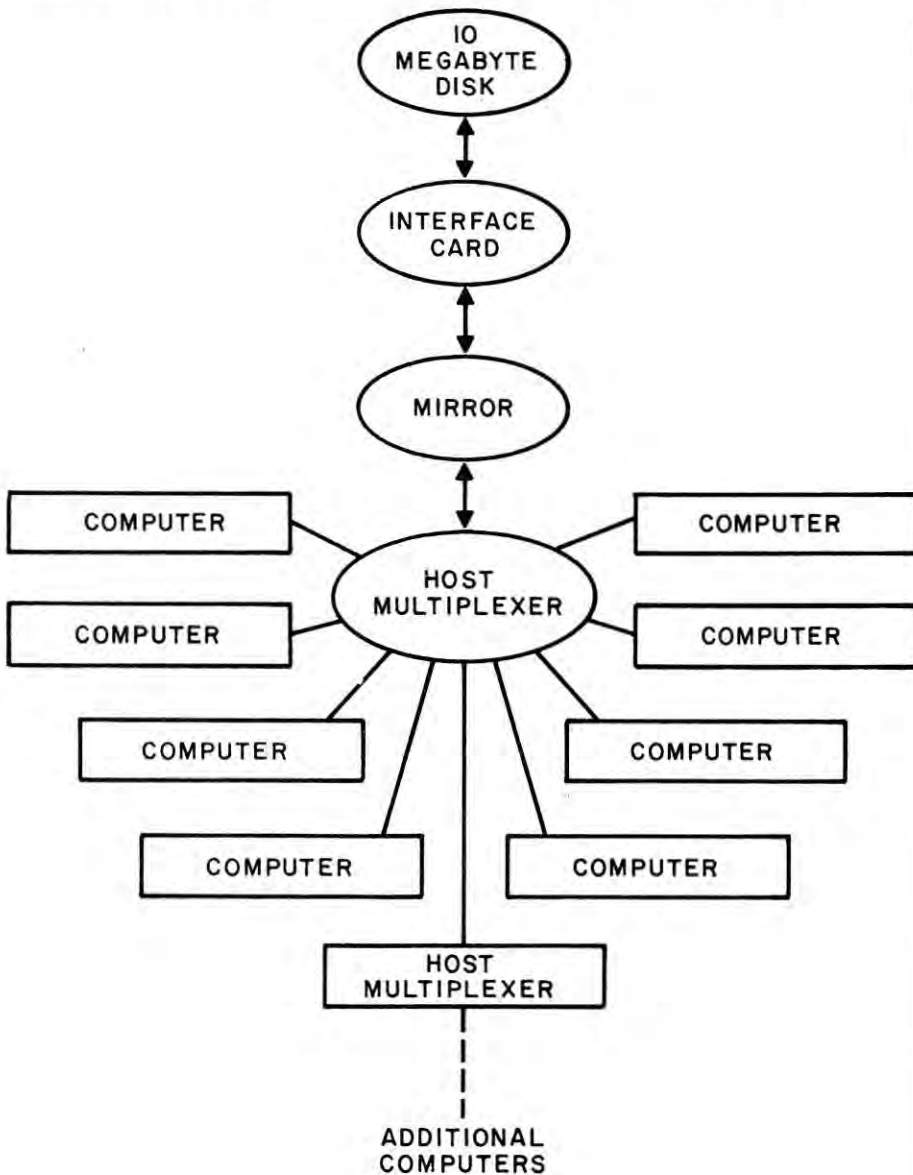 10
MEGABYTE
DISK
INTERFACE
CARD
MIRROR
COMPUTER
COMPUTER
HOST
MULTIPLEXER
COMPUTER
COMPUTER
COMPUTER
COMPUTER
COMPUTER
COMPUTER
HOST
MULTIPLEXER
ADDITIONAL
COMPUTERS